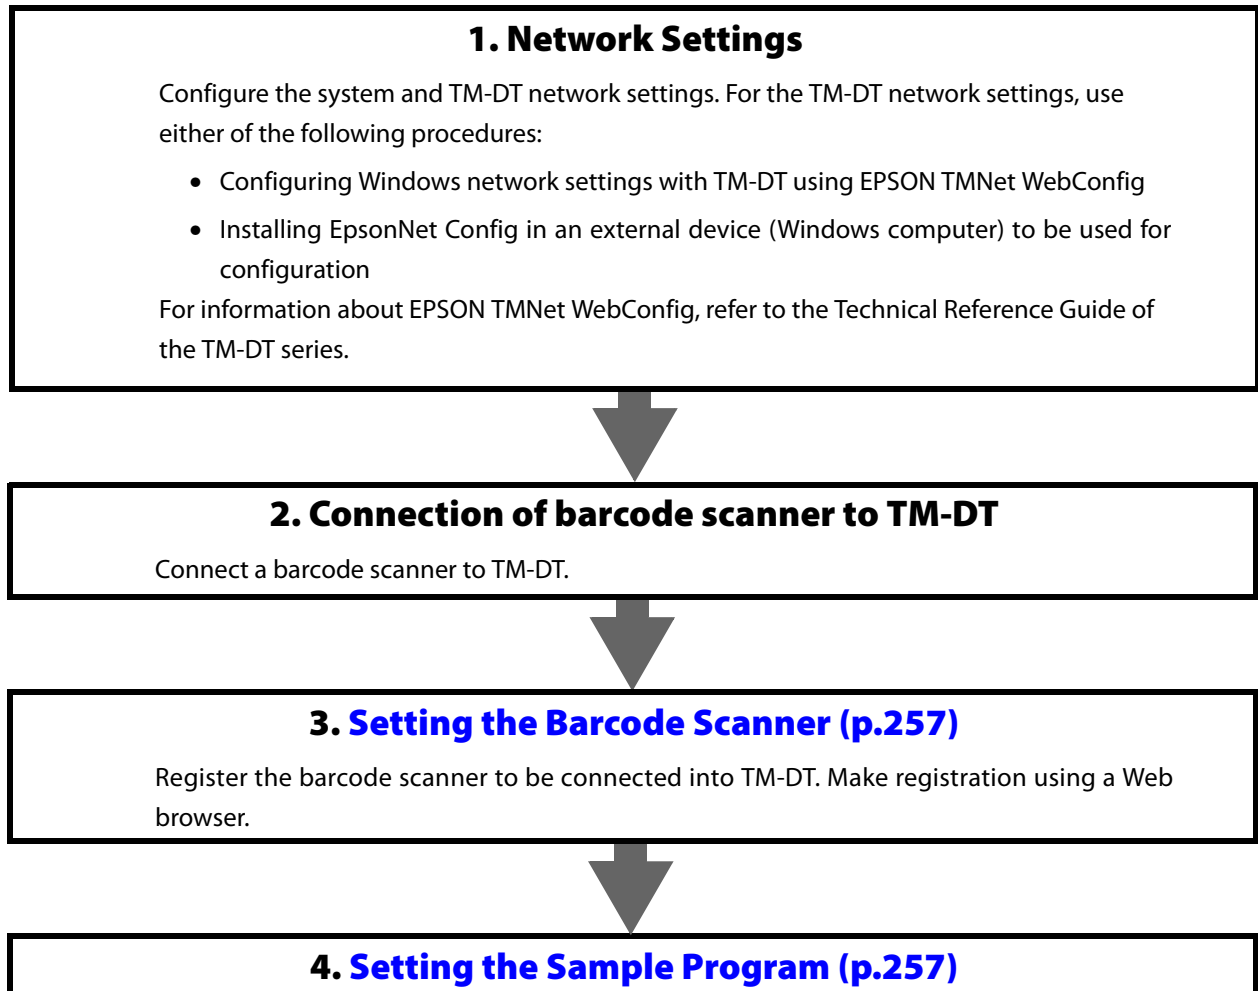 1. Network Settings
Configure the system and TM-DT network settings. For the TM-DT network settings, use
either of the following procedures:
• Configuring Windows network settings with TM-DT using EPSON TMNet WebConfig
• Installing EpsonNet Config in an external device (Windows computer) to be used for
configuration
For information about EPSON TMNet WebConfig, refer to the Technical Reference Guide of
the TM-DT series.
2. Connection of barcode scanner to TM-DT
Connect a barcode scanner to TM-DT.
3. Setting the Barcode Scanner (p.257)
Register the barcode scanner to be connected into TM-DT. Make registration using a Web
browser.
4. Setting the Sample Program (p.257)